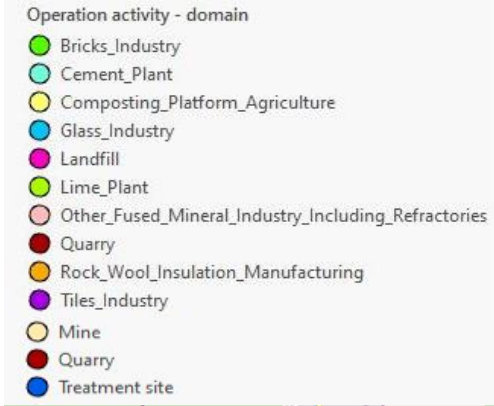 Operation activity - domain
Bricks_Industry
Cement_Plant
Composting_Platform_Agriculture
Glass_Industry
Landfill
Lime_Plant
Other_Fused_Mineral_Industry_Including_Refractories
Quarry
Rock_Wool_Insulation_Manufacturing
Tiles_Industry
Mine
Quarry
Treatment site